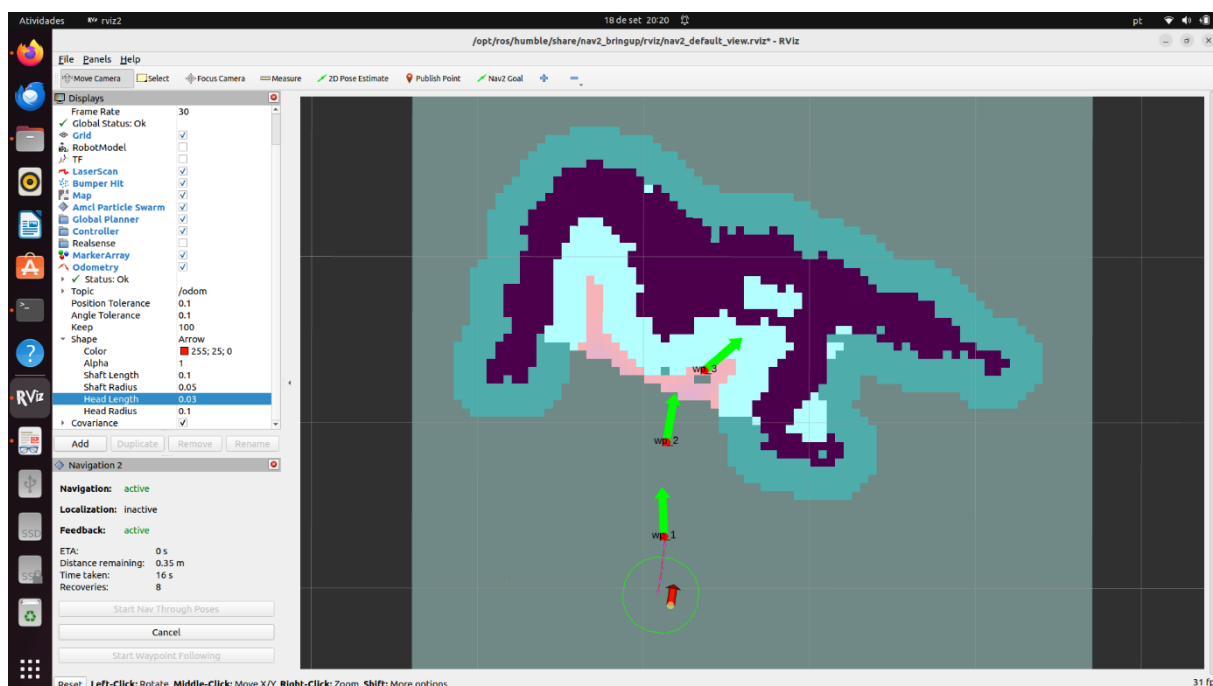 Atividades rviz2 18 de set 20:20 pt
/opt/ros/humble/share/nav2_bringup/rviz/nav2_default_view.rviz* - RViz
File Panels Help
Move Camera Select Focus Camera Measure 2D Pose Estimate Publish Point Nav2 Goal
Displays
Frame Rate 30
Global Status: Ok
Grid
RobotModel
TF
LaserScan
Bumper Hit
Map
Amcl Particle Swarm
Global Planner
Controller
Realsense
MarkerArray
Odometry
Status: Ok
Topic /odom
Position Tolerance 0.1
Angle Tolerance 0.1
Keep 100
Shape Arrow
Color 255; 25; 0
Alpha 1
Shaft Length 0.1
Shaft Radius 0.05
Head Length 0.03
Head Radius 0.1
Covariance
Add Duplicate Remove Rename
Navigation 2
Navigation: active
Localization: inactive
Feedback: active
ETA: 0 s
Distance remaining: 0.35 m
Time taken: 16 s
Recoveries: 8
Start Nav Through Poses
Cancel
Start Waypoint Following
Reset Left-Click: Rotate. Middle-Click: Move X/Y. Right-Click: Zoom. Shift: More options.
31 fp
wp_3
wp_2
wp_1
RViz
SSD